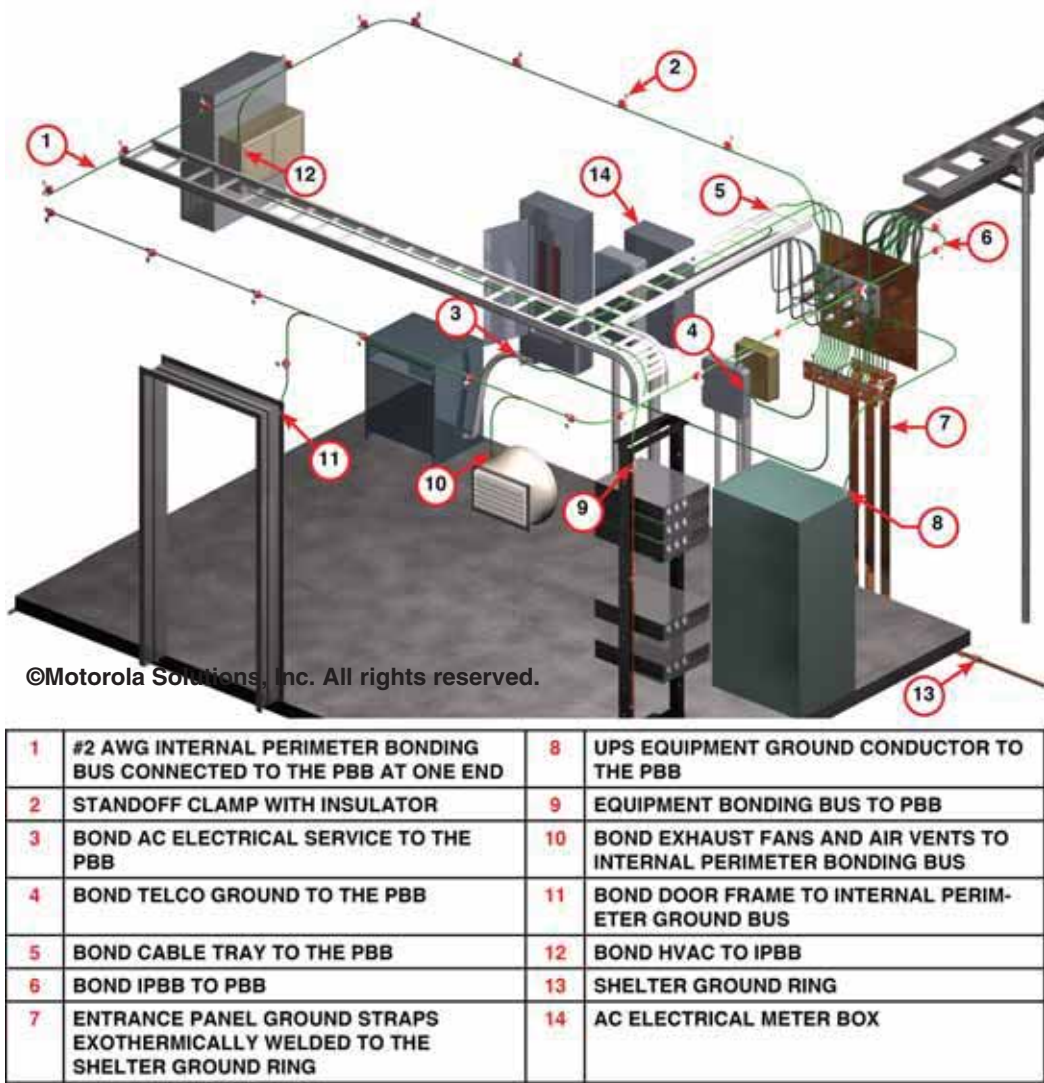 2
1
12
14
5
6
3
4
7
11
10
9
8
©Motorola Solutions, Inc. All rights reserved.
13
1 #2 AWG INTERNAL PERIMETER BONDING
BUS CONNECTED TO THE PBB AT ONE END
8 UPS EQUIPMENT GROUND CONDUCTOR TO
THE PBB
2 STANDOFF CLAMP WITH INSULATOR
9 EQUIPMENT BONDING BUS TO PBB
3 BOND AC ELECTRICAL SERVICE TO THE
PBB
10 BOND EXHAUST FANS AND AIR VENTS TO
INTERNAL PERIMETER BONDING BUS
4 BOND TELCO GROUND TO THE PBB
11 BOND DOOR FRAME TO INTERNAL PERIM-
ETER GROUND BUS
5 BOND CABLE TRAY TO THE PBB
12 BOND HVAC TO IPBB
6 BOND IPBB TO PBB
13 SHELTER GROUND RING
7 ENTRANCE PANEL GROUND STRAPS
EXOTHERMICALLY WELDED TO THE
SHELTER GROUND RING
14 AC ELECTRICAL METER BOX